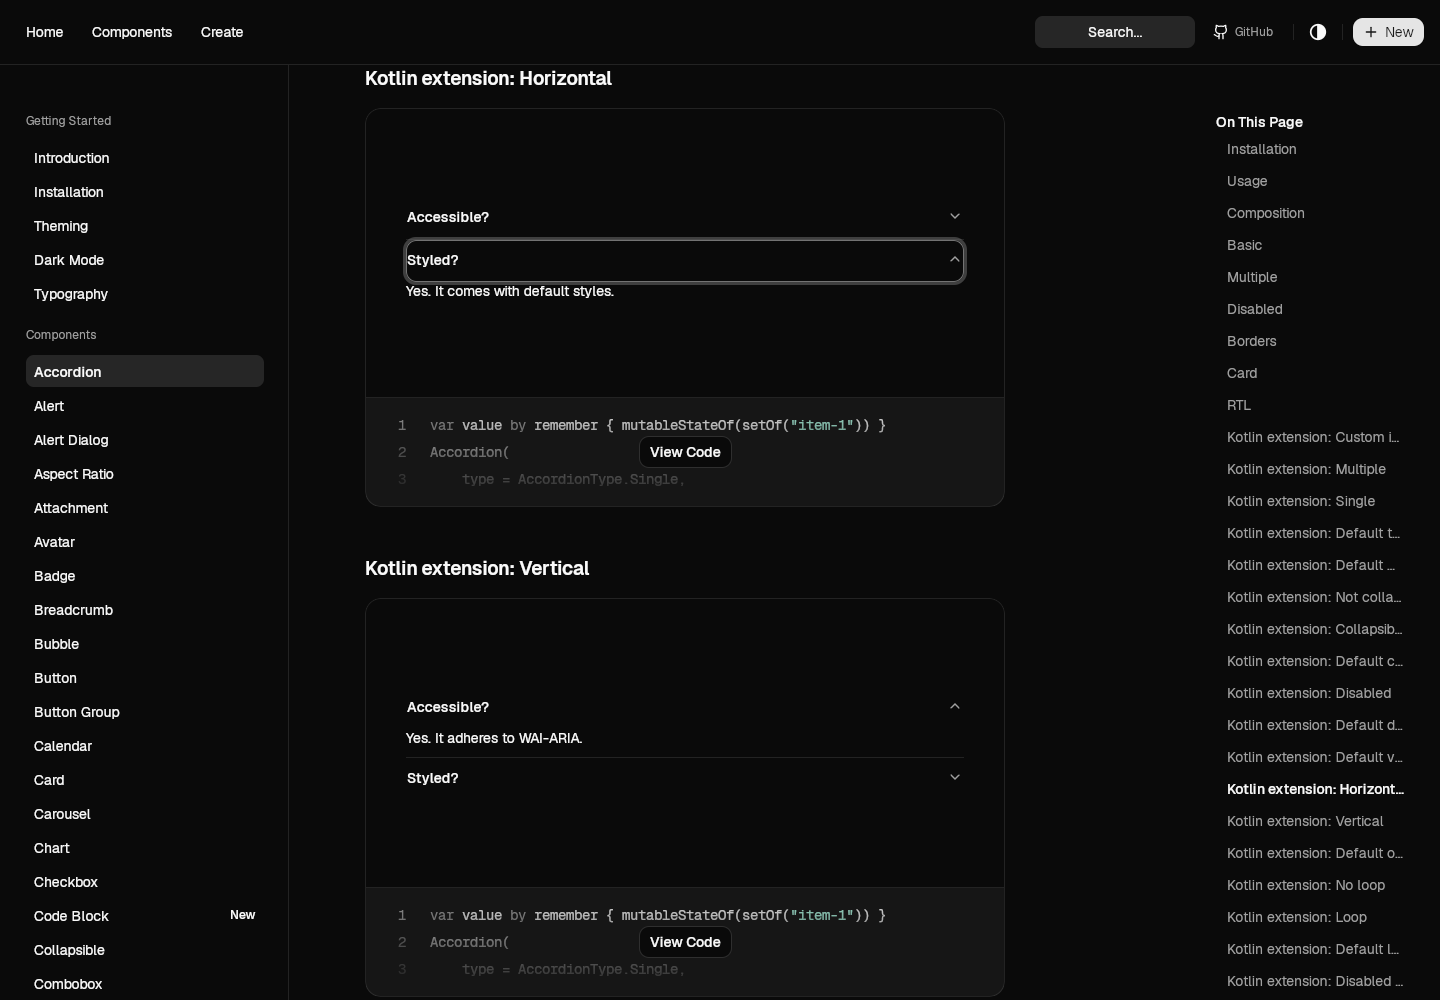 Home
Components
Create
Search...
GitHub
New
Getting Started
Introduction
Installation
Theming
Dark Mode
Typography
Components
Accordion
Alert
Alert Dialog
Aspect Ratio
Attachment
Avatar
Badge
Breadcrumb
Bubble
Button
Button Group
Calendar
Card
Carousel
Chart
Checkbox
Code Block New
Collapsible
Combobox
Kotlin extension: Horizontal
Accessible?
Styled?
Yes. It comes with default styles.
1 var value by remember { mutableStateOf(setOf("item-1")) }
2 Accordion(
View Code
3 type = AccordionType.Single,
Kotlin extension: Vertical
Accessible?
Yes. It adheres to WAI-ARIA.
Styled?
1 var value by remember { mutableStateOf(setOf("item-1")) }
2 Accordion(
View Code
3 type = AccordionType.Single,
On This Page
Installation
Usage
Composition
Basic
Multiple
Disabled
Borders
Card
RTL
Kotlin extension: Custom i…
Kotlin extension: Multiple
Kotlin extension: Single
Kotlin extension: Default t…
Kotlin extension: Default …
Kotlin extension: Not colla…
Kotlin extension: Collapsib…
Kotlin extension: Default c…
Kotlin extension: Disabled
Kotlin extension: Default d…
Kotlin extension: Default v…
Kotlin extension: Horizont…
Kotlin extension: Vertical
Kotlin extension: Default o…
Kotlin extension: No loop
Kotlin extension: Loop
Kotlin extension: Default l…
Kotlin extension: Disabled …